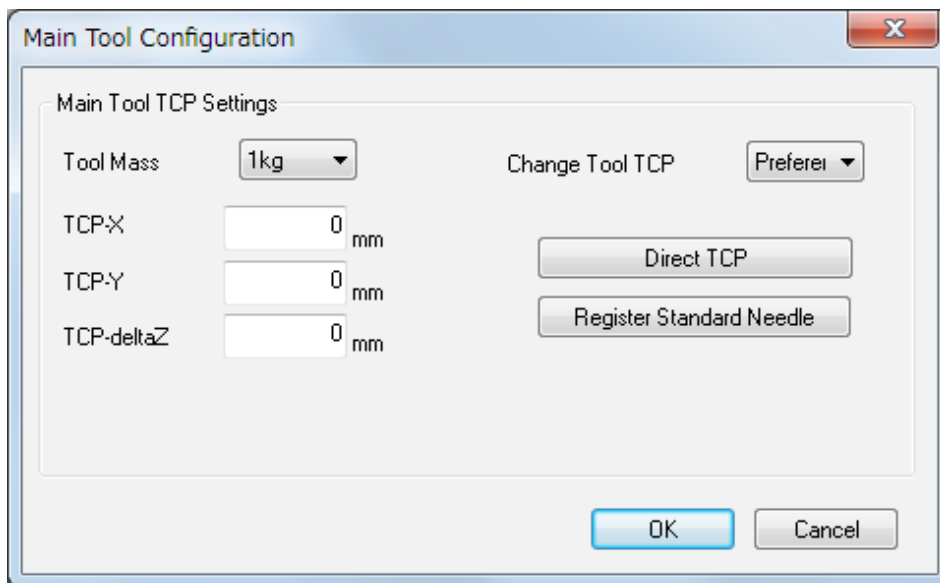 Main Tool Configuration
Main Tool TCP Settings
Tool Mass 1kg Change Tool TCP Preferer
TCP-X 0 mm
Direct TCP
TCP-Y 0 mm
Register Standard Needle
TCP-deltaZ 0 mm
OK Cancel